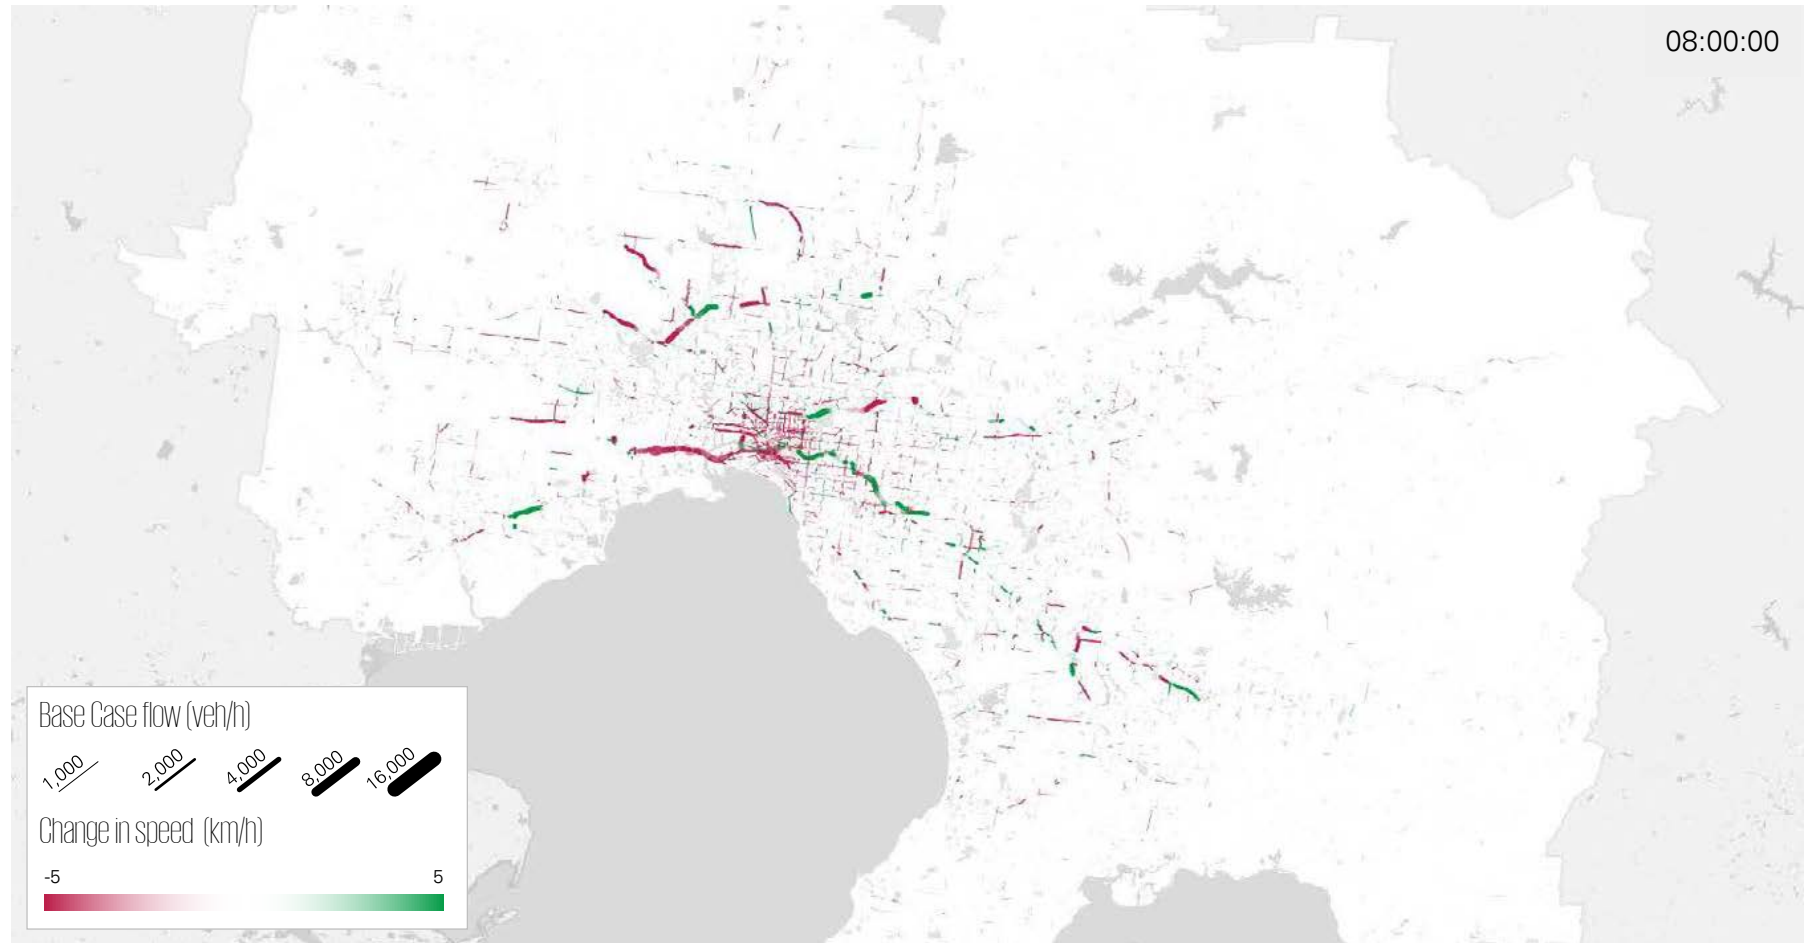 08:00:00
Base Case flow (veh/h)
1,000 2,000 4,000 8,000 16,000
Change in speed (km/h)
-5 5